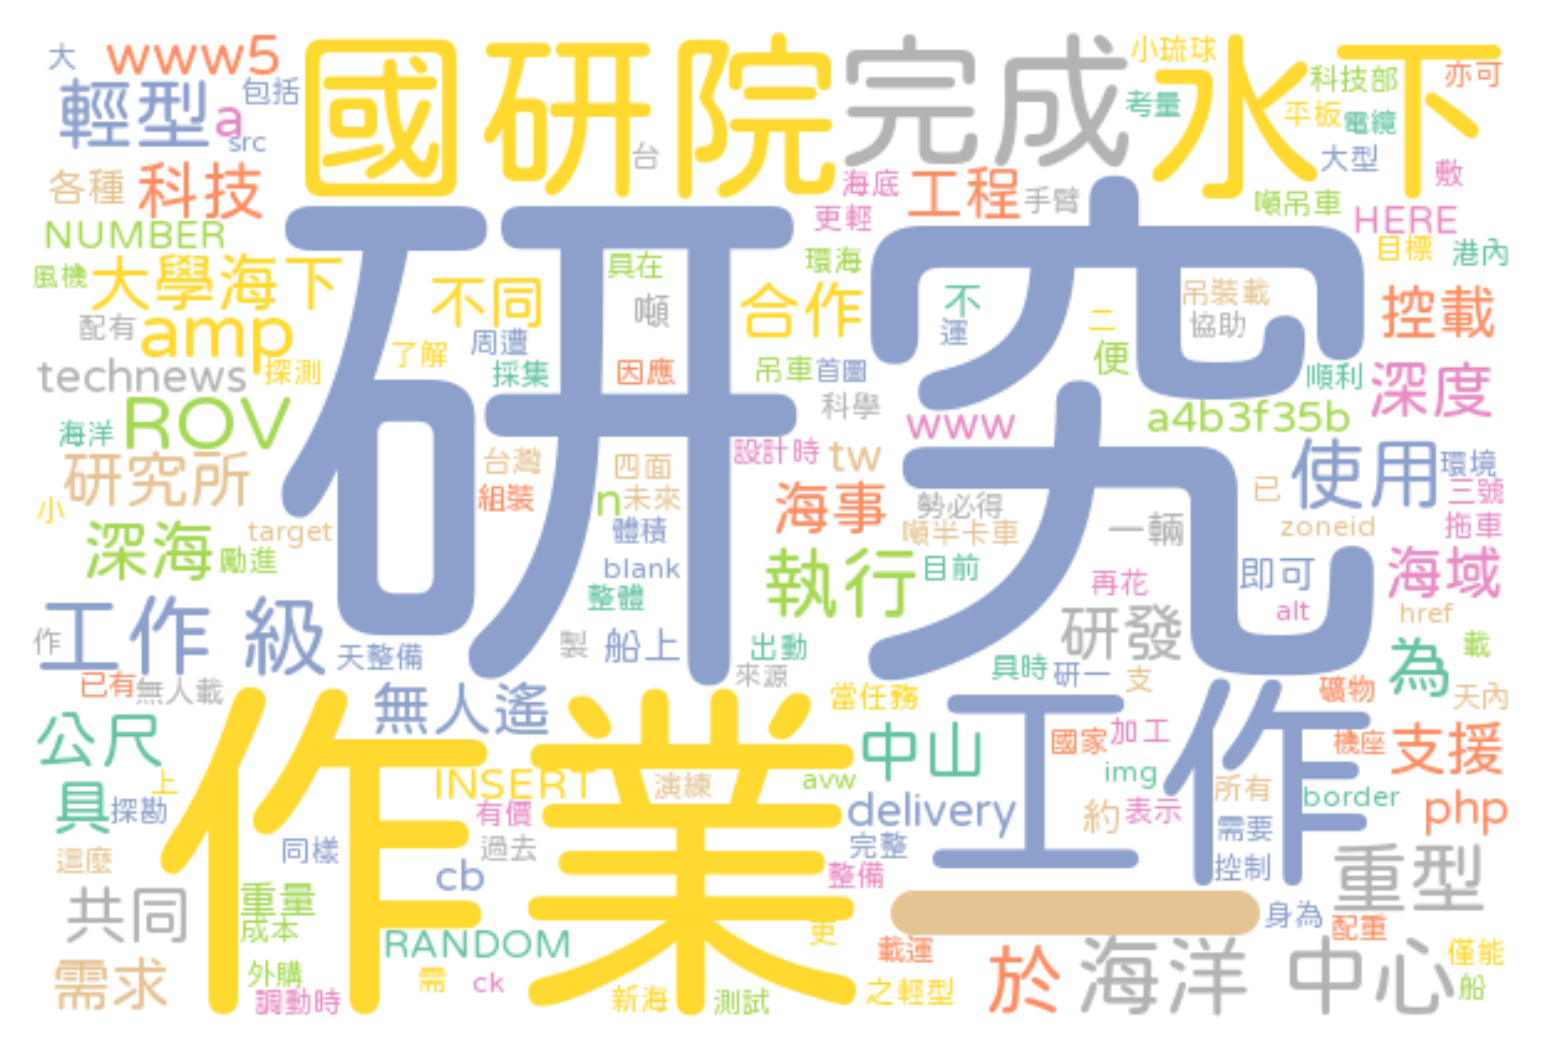 大 www5 國研院 完成 小琉球 水下
輕型 a 包括 src 考量 科技部 亦可
平板 電纜 大型 敷
各種 科技 台 海底 工程 手臂 噸吊車 HERE
更輕
NUMBER 研究 目標 港內
風機 大學海下 不同 具在 環海 吊裝載
配有 amp 周遭 噸 合作 不 運 二 協助 控載
technews 探測 了解 採集 因應 吊車 首圖 便 順利 深度
海洋 ROV 科學 www a4b3f35b
研究所 台灣 四面 設計時 tw 使用 環境
小 組裝 n 未來 海事 勢必得 已 三號
深海 target 體積 噸半卡車 一輛 zoneid 拖車
勵進 blank 執行 目前 即可 海域
整體 再花 alt href
作 工作 級 天整備 製 船上 出動 研發 為 載
已有 無人載 來源 具時 研一 支 礦物 天內
無人遙 當任務
公尺 作業 中山 工作 國家 加工 機座 支援
上 INSERT 演練 avw img 所有 border
具 探勘 有價 delivery 約 表示 php
這麼 同樣 過去 完整 需要
cb 整備 控制 重型
共同 重量 一 身為
成本 RANDOM 更 載運 配重
需求 外購 需 ck 於 海洋 中心 僅能
調動時 新海 測試 之輕型 船